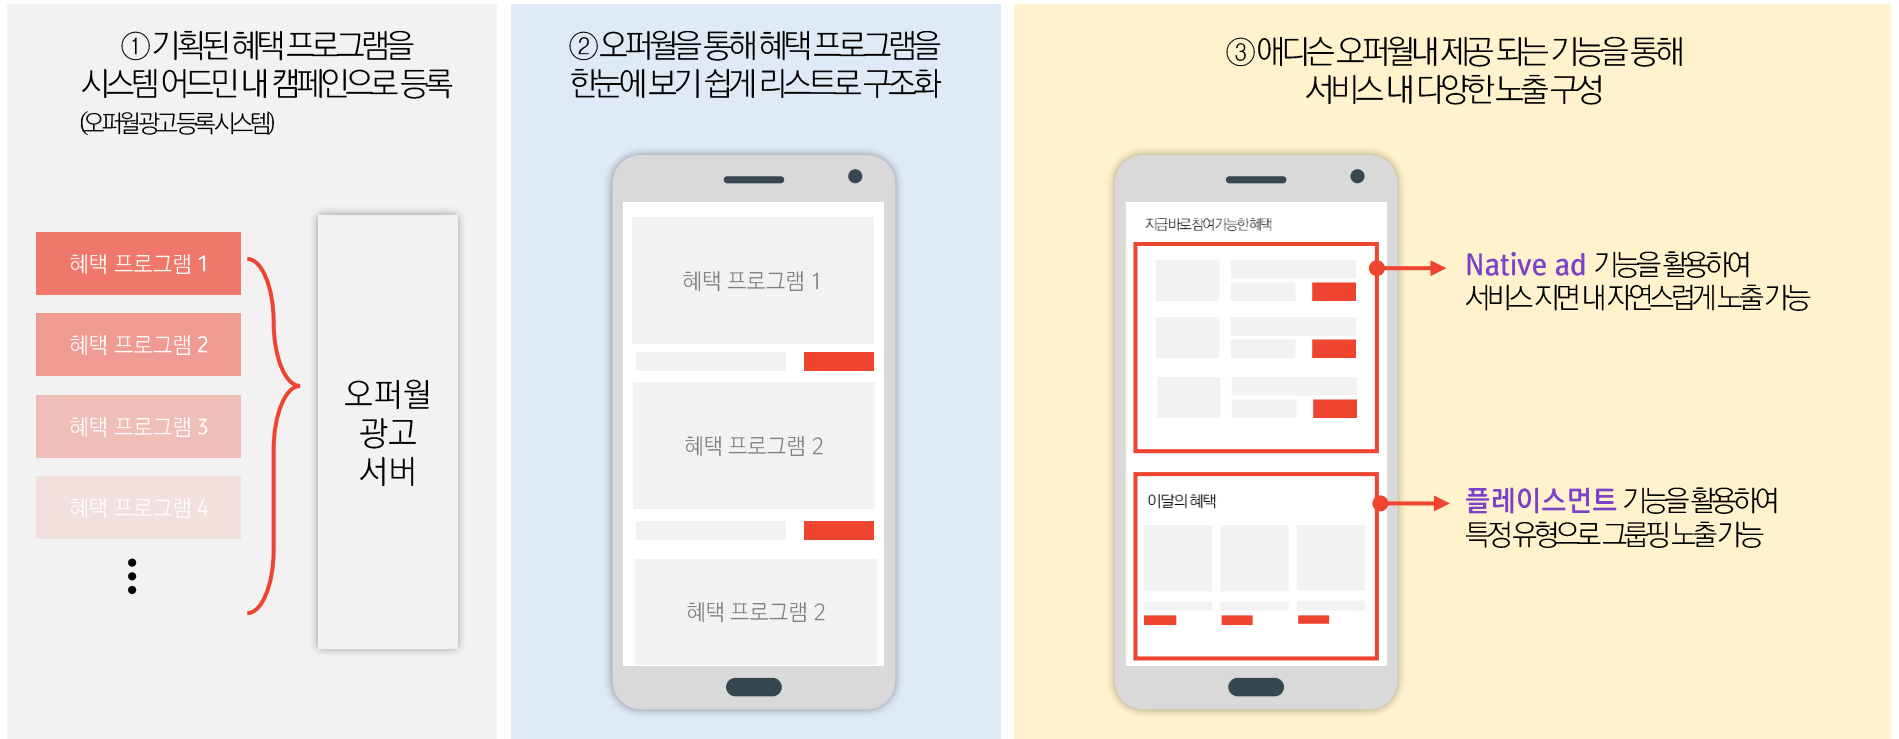 ① 기획된 혜택 프로그램을
시스템 어드민 내 캠페인으로 등록
(오퍼월 광고 등록 시스템)
혜택 프로그램 1
혜택 프로그램 2
혜택 프로그램 3
혜택 프로그램 4
오퍼월
광고
서버
② 오퍼월을 통해 혜택 프로그램을
한눈에 보기 쉽게 리스트로 구조화
혜택 프로그램 1
혜택 프로그램 2
혜택 프로그램 2
③ 애디슨 오퍼월내 제공 되는 기능을 통해
서비스 내 다양한 노출 구성
지금 바로 참여 가능한 혜택
Native ad 기능을 활용하여
서비스 지면 내 자연스럽게 노출 가능
이달의 혜택
플레이스먼트 기능을 활용하여
특정 유형으로 그룹핑 노출 가능